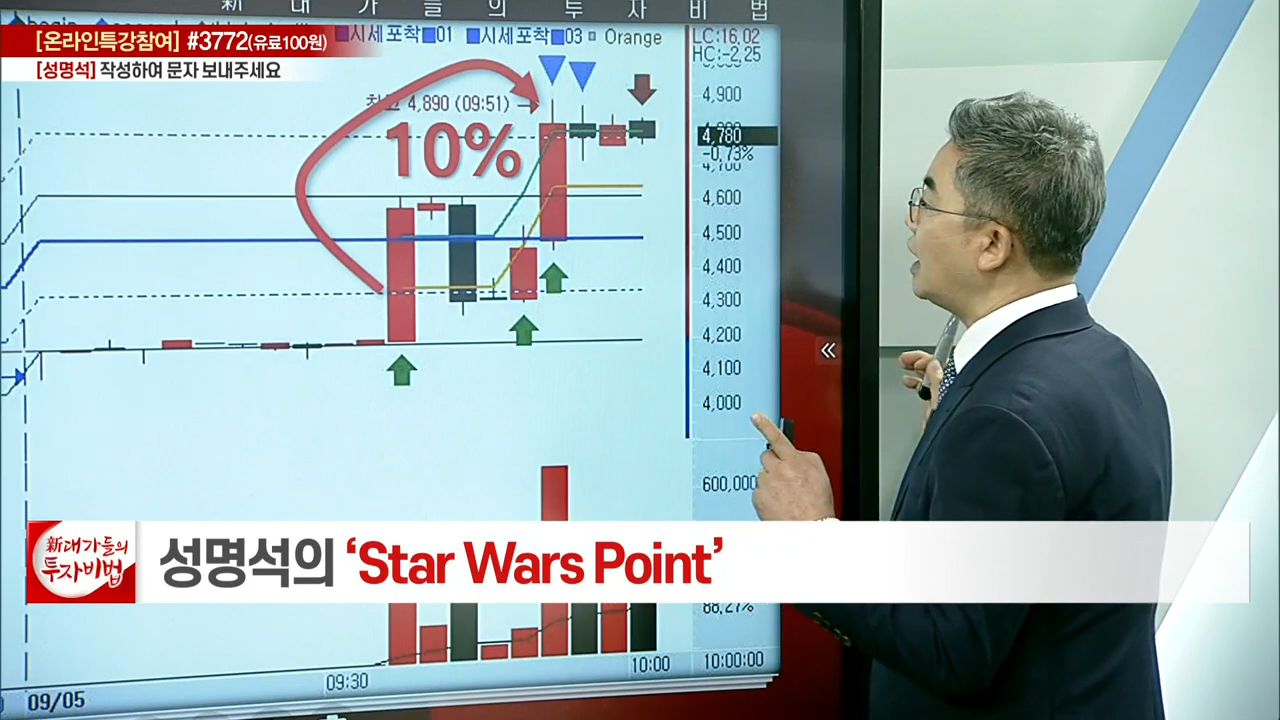 新 대 가 들 의 투 자 비 법
[온라인특강참여] #3772(유료100원)
[성명석] 작성하여 문자 보내주세요
시세포착 01 시세포착 03 Orange
LC:16,02
HC:-2,25
4,890 (09:51)
10%
4,900
4,780
-0,73%
4,700
4,600
4,500
4,400
4,300
4,200
4,100
4,000
600,000
新대가들의
투자비법
성명석의 ‘Star Wars Point’
88,27%
09:30
10:00
10:00:00
09/05